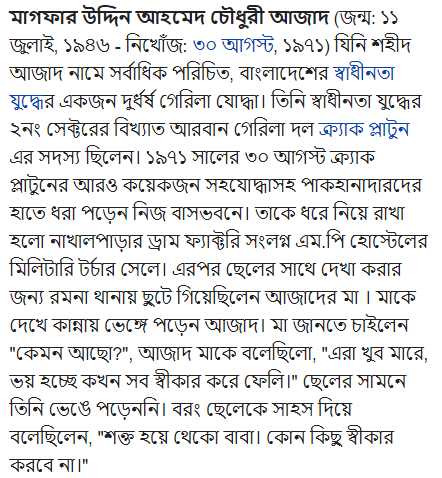 মাগফার উদ্দিন আহমেদ চৌধুরী আজাদ (জন্ম: ১১
জুলাই, ১৯৪৬ - নিখোঁজ: ৩০ আগস্ট, ১৯৭১) যিনি শহীদ
আজাদ নামে সর্বাধিক পরিচিত, বাংলাদেশের স্বাধীনতা
যুদ্ধের একজন দুর্ধর্ষ গেরিলা যোদ্ধা। তিনি স্বাধীনতা যুদ্ধের
২নং সেক্টরের বিখ্যাত আরবান গেরিলা দল ক্র্যাক প্লাটুন
এর সদস্য ছিলেন। ১৯৭১ সালের ৩০ আগস্ট ক্র্যাক
প্লাটুনের আরও কয়েকজন সহযোদ্ধাসহ পাকহানাদারদের
হাতে ধরা পড়েন নিজ বাসভবনে। তাকে ধরে নিয়ে রাখা
হলো নাখালপাড়ার ড্রাম ফ্যাক্টরি সংলগ্ন এম.পি হোস্টেলের
মিলিটারি টর্চার সেলে। এরপর ছেলের সাথে দেখা করার
জন্য রমনা থানায় ছুটে গিয়েছিলেন আজাদের মা । মাকে
দেখে কান্নায় ভেঙ্গে পড়েন আজাদ। মা জানতে চাইলেন
"কেমন আছো?", আজাদ মাকে বলেছিলো, "এরা খুব মারে,
ভয় হচ্ছে কখন সব স্বীকার করে ফেলি।" ছেলের সামনে
তিনি ভেঙে পড়েননি। বরং ছেলেকে সাহস দিয়ে
বলেছিলেন, "শক্ত হয়ে থেকো বাবা। কোন কিছু স্বীকার
করবে না।"